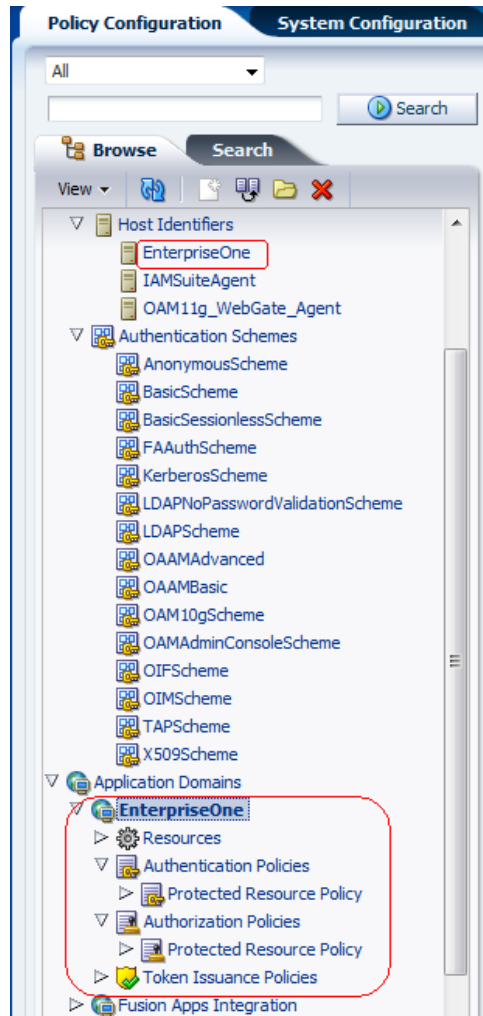 Policy Configuration System Configuration
All
Search
Browse Search
View
Host Identifiers
EnterpriseOne
IAMSuiteAgent
OAM11g_WebGate_Agent
Authentication Schemes
AnonymousScheme
BasicScheme
BasicSessionlessScheme
FAAuthScheme
KerberosScheme
LDAPNoPasswordValidationScheme
LDAPScheme
OAAMAdvanced
OAAMBasic
OAM10gScheme
OAMAdminConsoleScheme
OIFScheme
OIMScheme
TAPScheme
X509Scheme
Application Domains
EnterpriseOne
Resources
Authentication Policies
Protected Resource Policy
Authorization Policies
Protected Resource Policy
Token Issuance Policies
Fusion Apps Integration